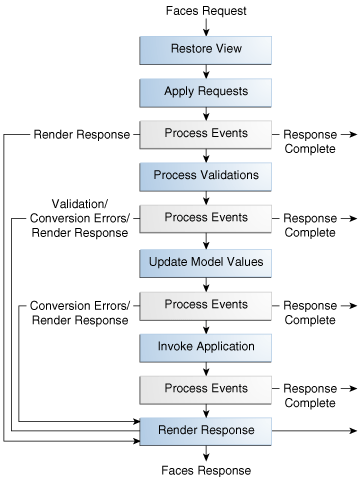 Faces Request
Restore View
Apply Requests
Render Response
Process Events
Response
Complete
Process Validations
Validation/
Conversion Errors/
Render Response
Process Events
Response
Complete
Update Model Values
Conversion Errors/
Render Response
Process Events
Response
Complete
Invoke Application
Process Events
Response
Complete
Render Response
Faces Response